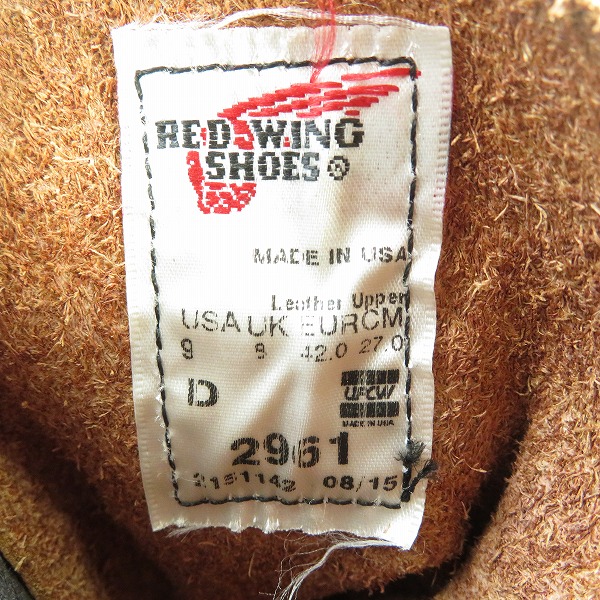 RED WING
SHOES ®
MADE IN USA
Leather Upper
USA UK EUR CM
9 8 42.0 27.0
D
UFCW
MADE IN USA
2961
08/15